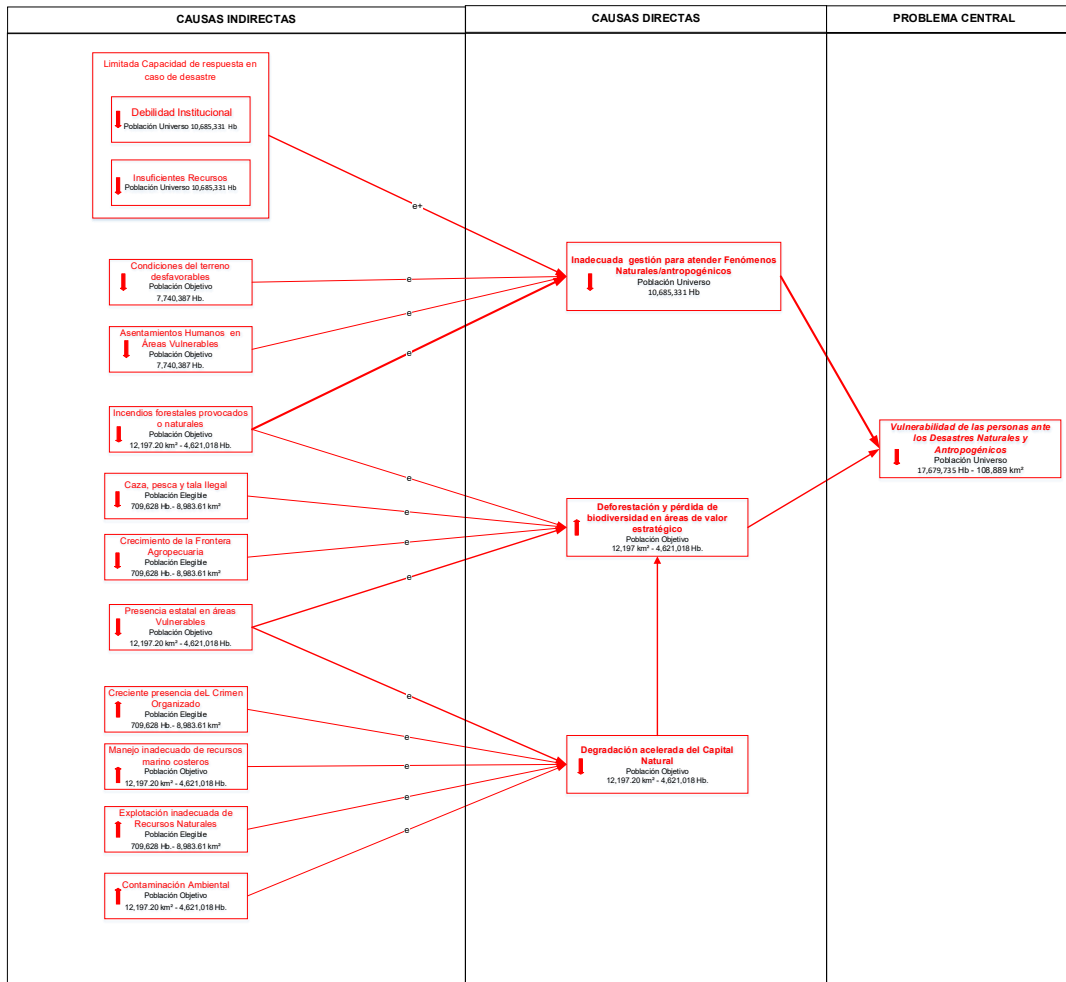 CAUSAS INDIRECTAS
CAUSAS DIRECTAS
PROBLEMA CENTRAL
Limitada Capacidad de respuesta en
caso de desastre
Debilidad Institucional
Población Universo 10,685,331 Hb
Insuficientes Recursos
Población Universo 10,685,331 Hb
e+
Condiciones del terreno
desfavorables
Población Objetivo
7,740,387 Hb.
e
Asentamientos Humanos en
Áreas Vulnerables
Población Objetivo
7,740,387 Hb.
e
Incendios forestales provocados
o naturales
Población Objetivo
12,197.20 km² - 4,621,018 Hb.
e
e
Caza, pesca y tala Ilegal
Población Elegible
709,628 Hb.- 8,983.61 km²
e
Crecimiento de la Frontera
Agropecuaria
Población Elegible
709,628 Hb.- 8,983.61 km²
e
Presencia estatal en áreas
Vulnerables
Población Objetivo
12,197.20 km² - 4,621,018 Hb.
e
e
Creciente presencia deL Crimen
Organizado
Población Elegible
709,628 Hb.- 8,983.61 km²
e
Manejo inadecuado de recursos
marino costeros
Población Objetivo
12,197.20 km² - 4,621,018 Hb.
e
Explotación inadecuada de
Recursos Naturales
Población Elegible
709,628 Hb.- 8,983.61 km²
e
Contaminación Ambiental
Población Objetivo
12,197.20 km² - 4,621,018 Hb.
e
Inadecuada gestión para atender Fenómenos
Naturales/antropogénicos
Población Universo
10,685,331 Hb
Deforestación y pérdida de
biodiversidad en áreas de valor
estratégico
Población Objetivo
12,197 km² - 4,621,018 Hb.
Degradación acelerada del Capital
Natural
Población Objetivo
12,197.20 km² - 4,621,018 Hb.
Vulnerabilidad de las personas ante
los Desastres Naturales y
Antropogénicos
Población Universo
17,679,735 Hb - 108,889 km²